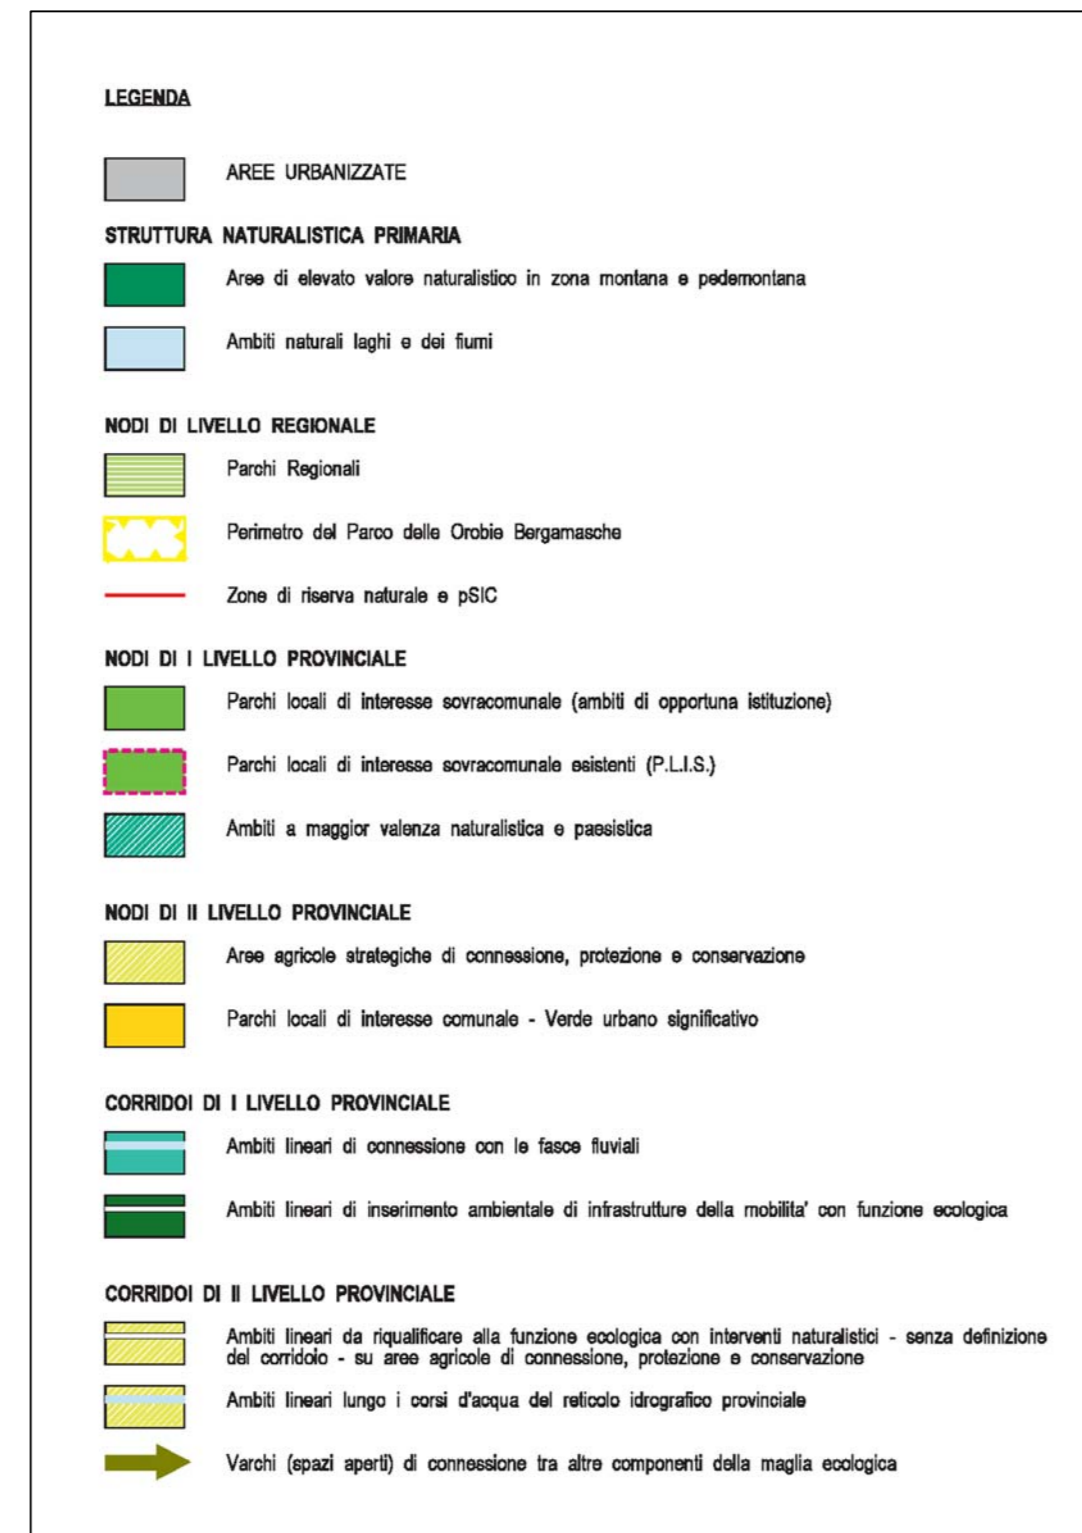 LEGENDA
AREE URBANIZZATE
STRUTTURA NATURALISTICA PRIMARIA
Aree di elevato valore naturalistico in zona montana e pedemontana
Ambiti naturali laghi e dei fiumi
NODI DI LIVELLO REGIONALE
Parchi Regionali
Perimetro del Parco delle Orobie Bergamasche
Zone di riserva naturale e pSIC
NODI DI I LIVELLO PROVINCIALE
Parchi locali di interesse sovracomunale (ambiti di opportuna istituzione)
Parchi locali di interesse sovracomunale esistenti (P.L.I.S.)
Ambiti a maggior valenza naturalistica e paesistica
NODI DI II LIVELLO PROVINCIALE
Aree agricole strategiche di connessione, protezione e conservazione
Parchi locali di interesse comunale - Verde urbano significativo
CORRIDOI DI I LIVELLO PROVINCIALE
Ambiti lineari di connessione con le fasce fluviali
Ambiti lineari di inserimento ambientale di infrastrutture della mobilita' con funzione ecologica
CORRIDOI DI II LIVELLO PROVINCIALE
Ambiti lineari da riqualificare alla funzione ecologica con interventi naturalistici - senza definizione
del corridoio - su aree agricole di connessione, protezione e conservazione
Ambiti lineari lungo i corsi d'acqua del reticolo idrografico provinciale
Varchi (spazi aperti) di connessione tra altre componenti della maglia ecologica